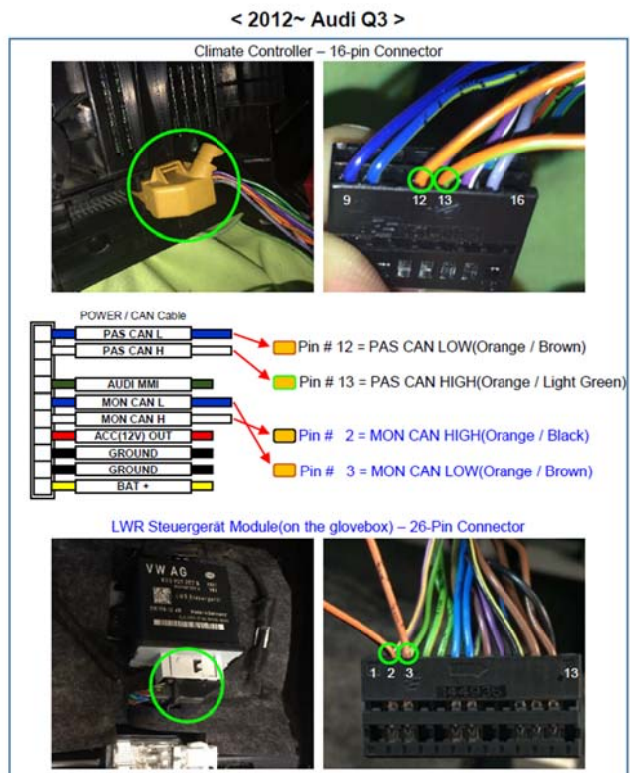 < 2012~ Audi Q3 >
Climate Controller – 16-pin Connector
9
12
13
16
POWER / CAN Cable
PAS CAN L
PAS CAN H
AUDI MMI
MON CAN L
MON CAN H
ACC(12V) OUT
GROUND
GROUND
BAT +
Pin # 12 = PAS CAN LOW(Orange / Brown)
Pin # 13 = PAS CAN HIGH(Orange / Light Green)
Pin # 2 = MON CAN HIGH(Orange / Black)
Pin # 3 = MON CAN LOW(Orange / Brown)
LWR Steuergerät Module(on the glovebox) – 26-Pin Connector
VW AG
1
2
3
13